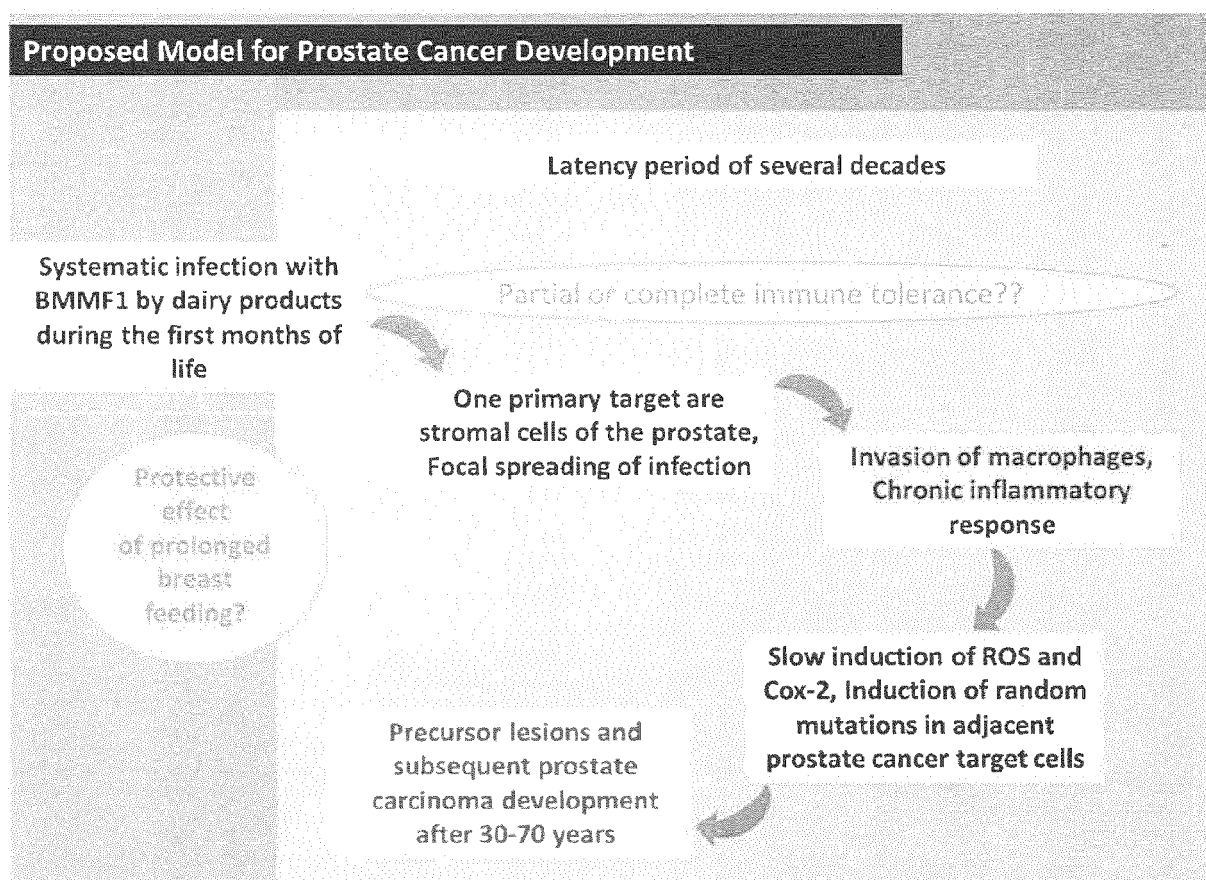 Proposed Model for Prostate Cancer Development
Latency period of several decades
Systematic infection with
BMMF1 by dairy products
during the first months of
life
Partial or complete immune tolerance??
One primary target are
stromal cells of the prostate,
Focal spreading of infection
Invasion of macrophages,
Chronic inflammatory
response
Protective
effect
of prolonged
breast
feeding?
Slow induction of ROS and
Cox-2, Induction of random
mutations in adjacent
prostate cancer target cells
Precursor lesions and
subsequent prostate
carcinoma development
after 30-70 years